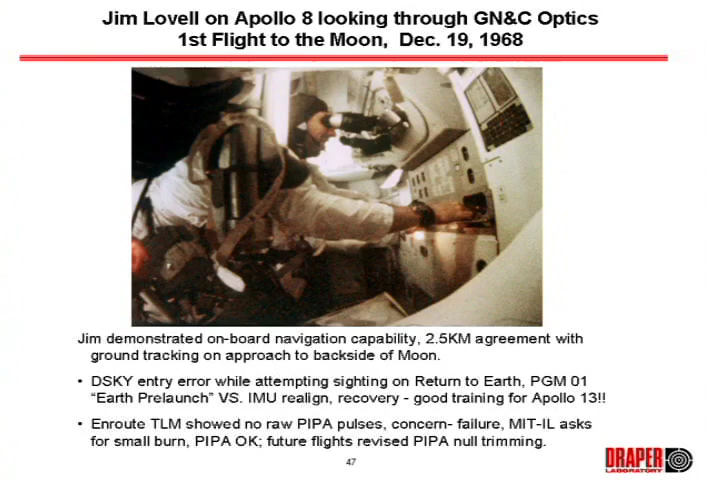 Jim Lovell on Apollo 8 looking through GN&C Optics
1st Flight to the Moon, Dec. 19, 1968
Jim demonstrated on-board navigation capability, 2.5KM agreement with
ground tracking on approach to backside of Moon.
• DSKY entry error while attempting sighting on Return to Earth, PGM 01
“Earth Prelaunch” VS. IMU realign, recovery - good training for Apollo 13!!
• Enroute TLM showed no raw PIPA pulses, concern- failure, MIT-IL asks
for small burn, PIPA OK; future flights revised PIPA null trimming.
47
DRAPER
LABORATORY